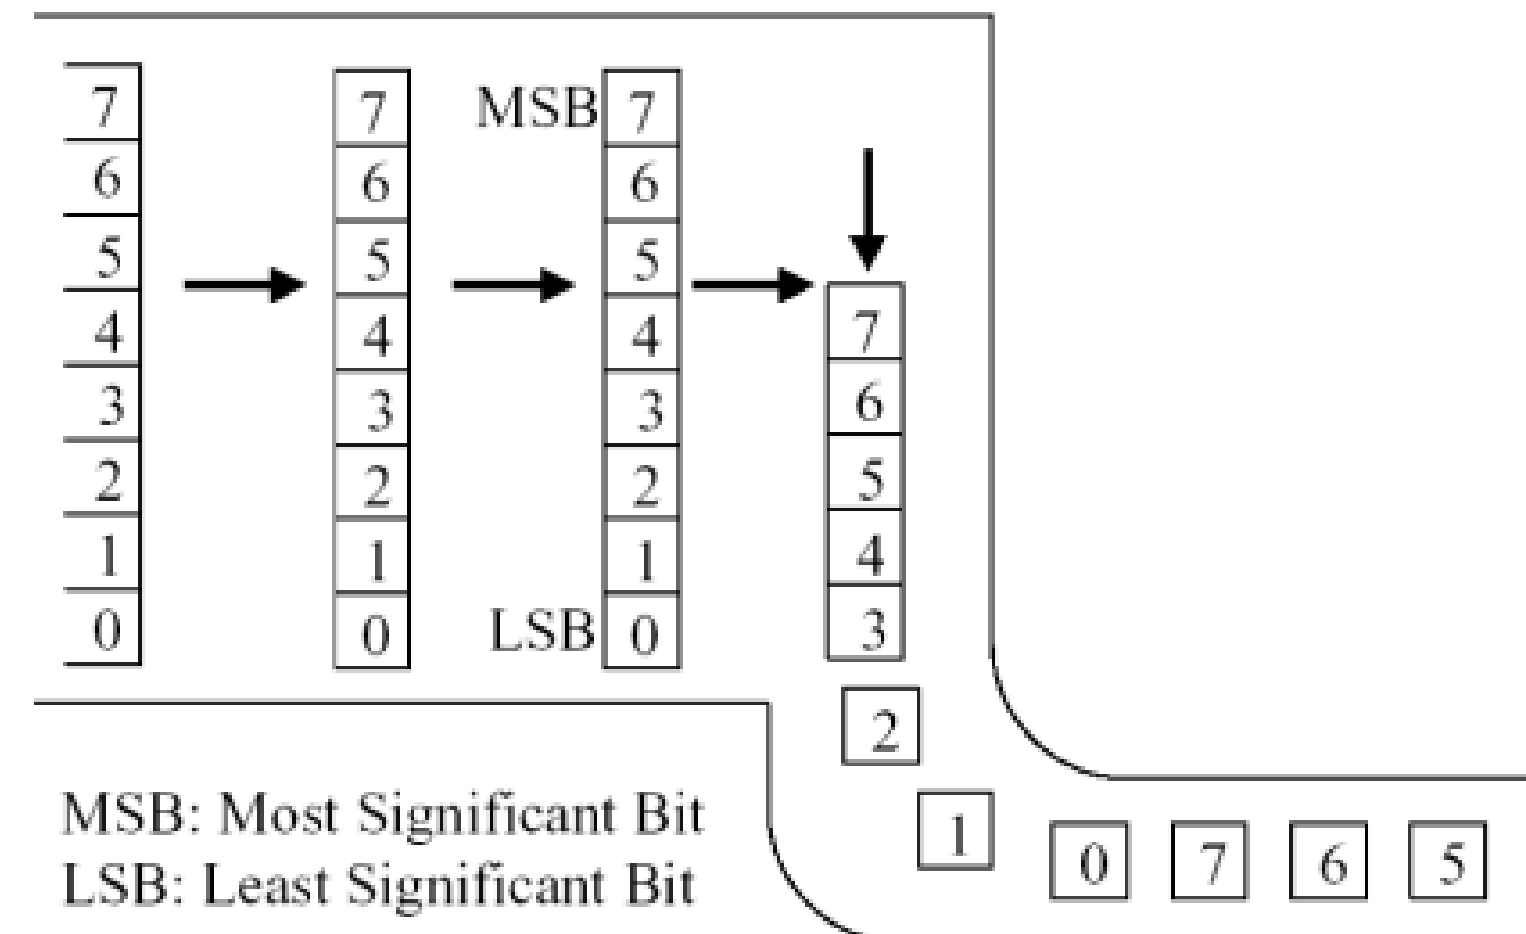 7 7 MSB 7
6 6 6
5 5 5
4 4 4 7
3 3 3 6
2 2 2 5
1 1 1 4
0 0 LSB 0 3
2
MSB: Most Significant Bit
1 0 7 6 5
LSB: Least Significant Bit